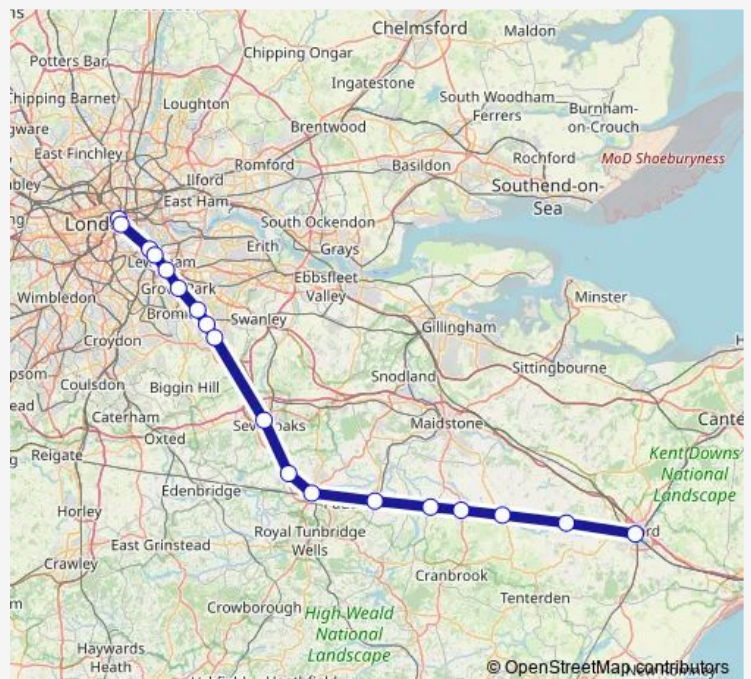 Chelmsford
Maldon
Potters Bar
Chipping Ongar
Ingatestone
Loughton
South Woodham
Ferrers
Burnham-
on-Crouch
Brentwood
East Finchley
Romford
Basildon
Rochford
MoD Shoeburyness
Ilford
East Ham
Southend-on-
Sea
South Ockendon
Erith
Grays
Ebbsfleet
Valley
Wimbledon
Swanley
Minster
Gillingham
Croydon
Snodland
Sittingbourne
Coulsdon
Biggin Hill
Caterham
Maidstone
Oxted
Reigate
Kent Downs
National
Landscape
Edenbridge
Horley
Royal Tunbridge
Wells
East Grinstead
Crawley
Cranbrook
Tenterden
Crowborough
High Weald
National
Landscape
Haywards
Heath
© OpenStreetMap contributors